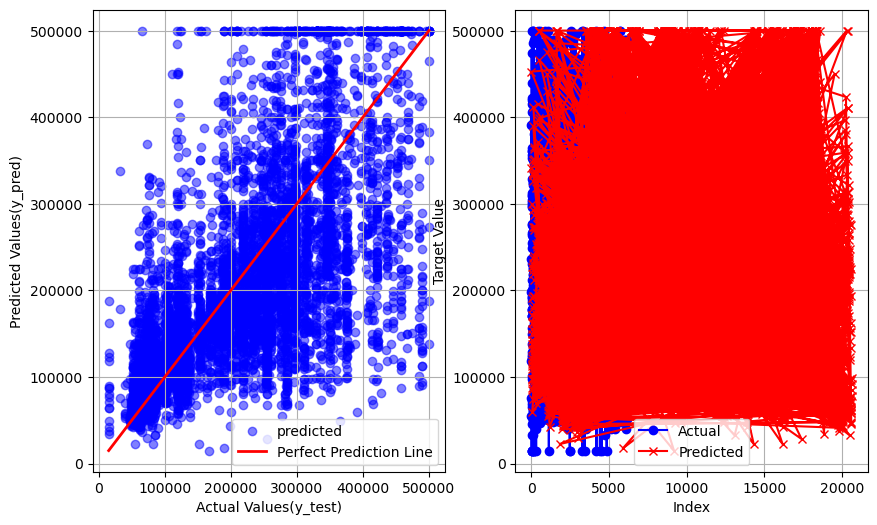 500000
400000
300000
200000
100000
0
Predicted Values(y_pred)
predicted
Perfect Prediction Line
0 100000 200000 300000 400000 500000
Actual Values(y_test)
500000
400000
300000
200000
100000
0
Target Value
Actual
Predicted
0 5000 10000 15000 20000
Index